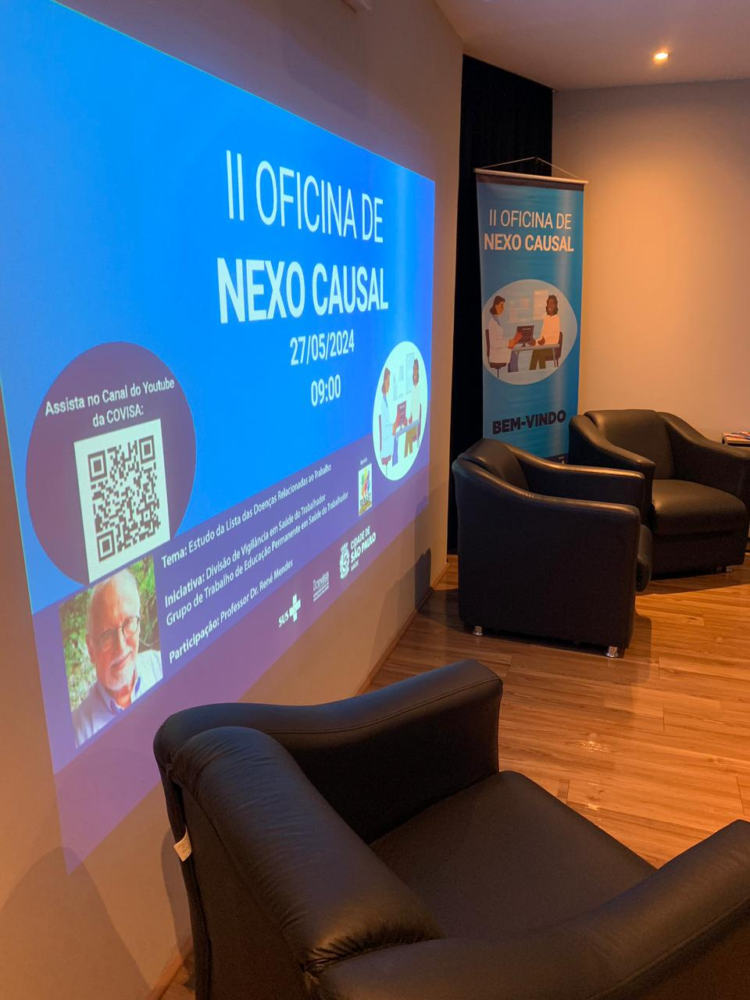 II OFICINA DE
NEXO CAUSAL
27/05/2024
09:00
Assista no Canal do Youtube
da COVISA:
Tema: Estudo da Lista das Doenças Relacionadas ao Trabalho
Iniciativa: Divisão de Vigilância em Saúde do Trabalhador
Grupo de Trabalho de Educação Permanente em Saúde do Trabalhador
Participação: Professor Dr. René Mendes
SUS
covisa
CIDADE DE
SÃO PAULO
II OFICINA DE
NEXO CAUSAL
BEM-VINDO